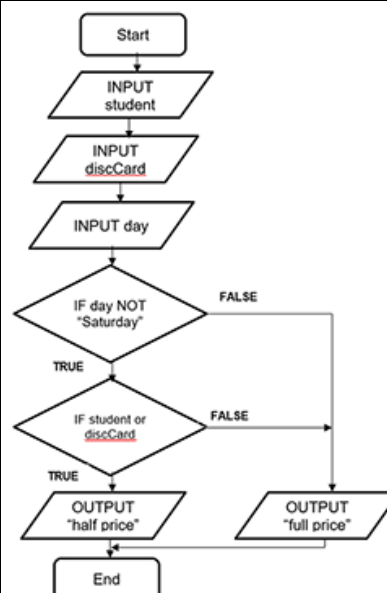 Start
INPUT
student
INPUT
discCard
INPUT day
IF day NOT
“Saturday”
FALSE
TRUE
IF student or
discCard
FALSE
TRUE
OUTPUT
“half price”
OUTPUT
“full price”
End